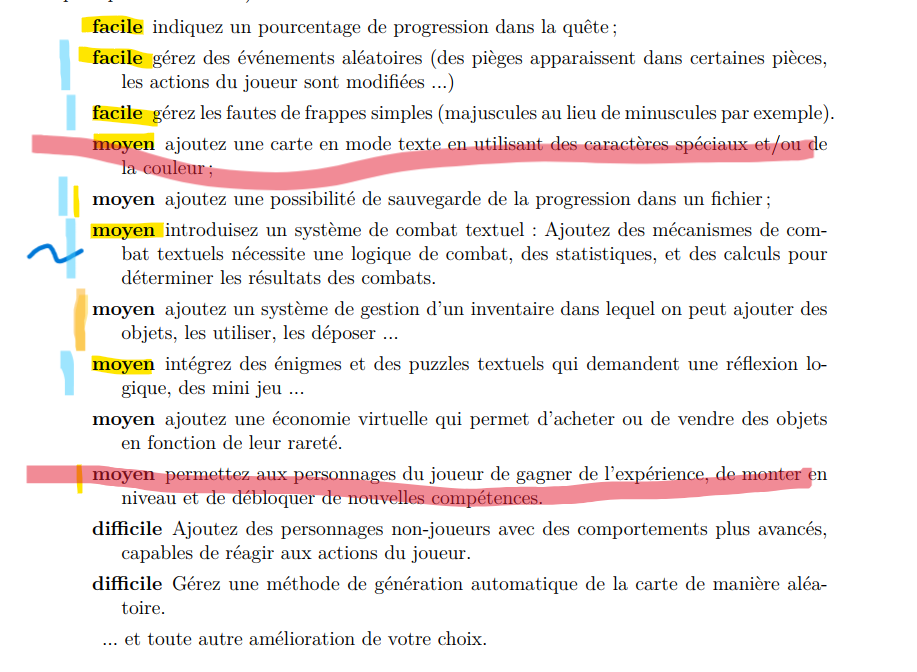 facile indiquez un pourcentage de progression dans la quête ;
facile gérez des événements aléatoires (des pièges apparaissent dans certaines pièces,
les actions du joueur sont modifiées ...)
facile gérez les fautes de frappes simples (majuscules au lieu de minuscules par exemple).
moyen ajoutez une carte en mode texte en utilisant des caractères spéciaux et/ou de
la couleur ;
moyen ajoutez une possibilité de sauvegarde de la progression dans un fichier ;
moyen introduisez un système de combat textuel : Ajoutez des mécanismes de com-
bat textuels nécessite une logique de combat, des statistiques, et des calculs pour
déterminer les résultats des combats.
moyen ajoutez un système de gestion d'un inventaire dans lequel on peut ajouter des
objets, les utiliser, les déposer ...
moyen intégrez des énigmes et des puzzles textuels qui demandent une réflexion lo-
gique, des mini jeu ...
moyen ajoutez une économie virtuelle qui permet d'acheter ou de vendre des objets
en fonction de leur rareté.
moyen permettez aux personnages du joueur de gagner de l'expérience, de monter en
niveau et de débloquer de nouvelles compétences.
difficile Ajoutez des personnages non-joueurs avec des comportements plus avancés,
capables de réagir aux actions du joueur.
difficile Gérez une méthode de génération automatique de la carte de manière aléa-
toire.
... et toute autre amélioration de votre choix.